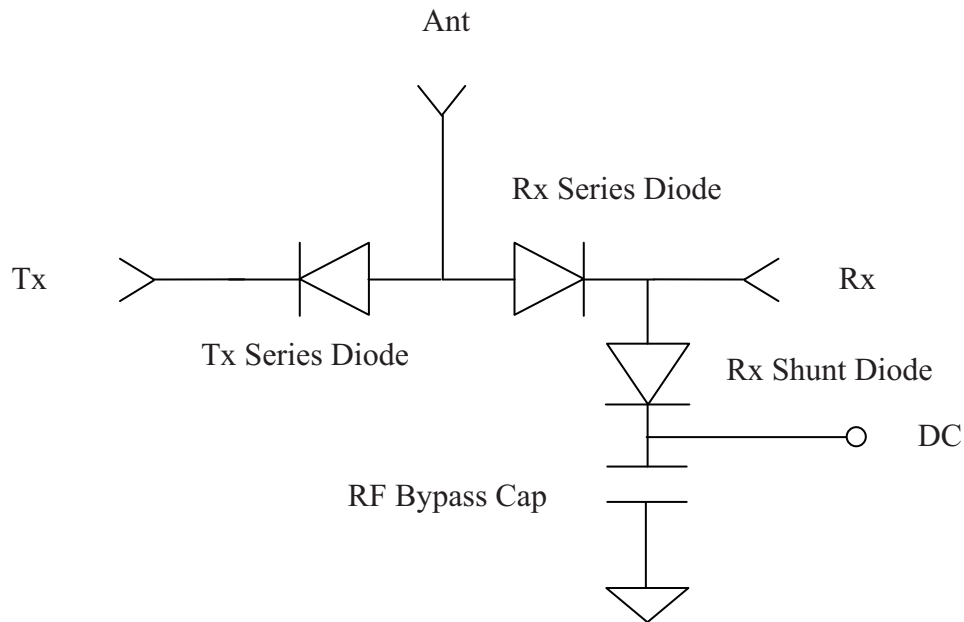 Ant
Rx Series Diode
Tx
Rx
Tx Series Diode
Rx Shunt Diode
DC
RF Bypass Cap